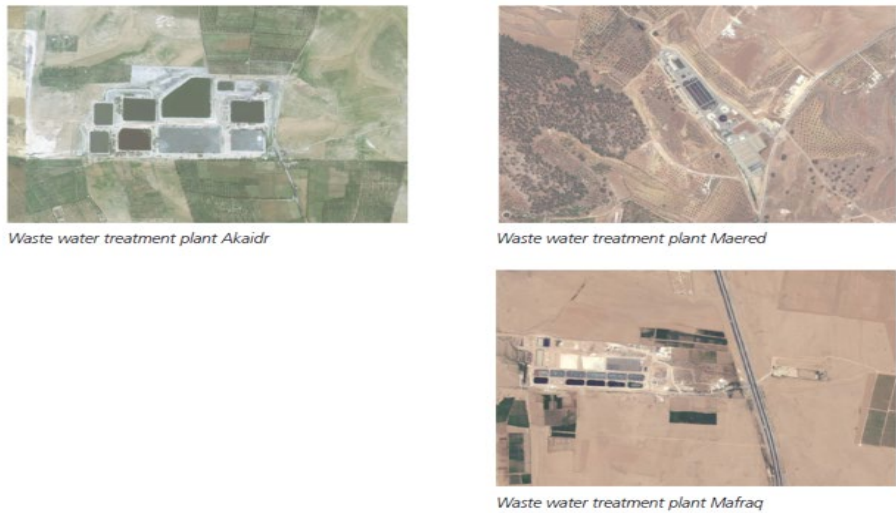 Waste water treatment plant Akaidr
Waste water treatment plant Maered
Waste water treatment plant Mafraq